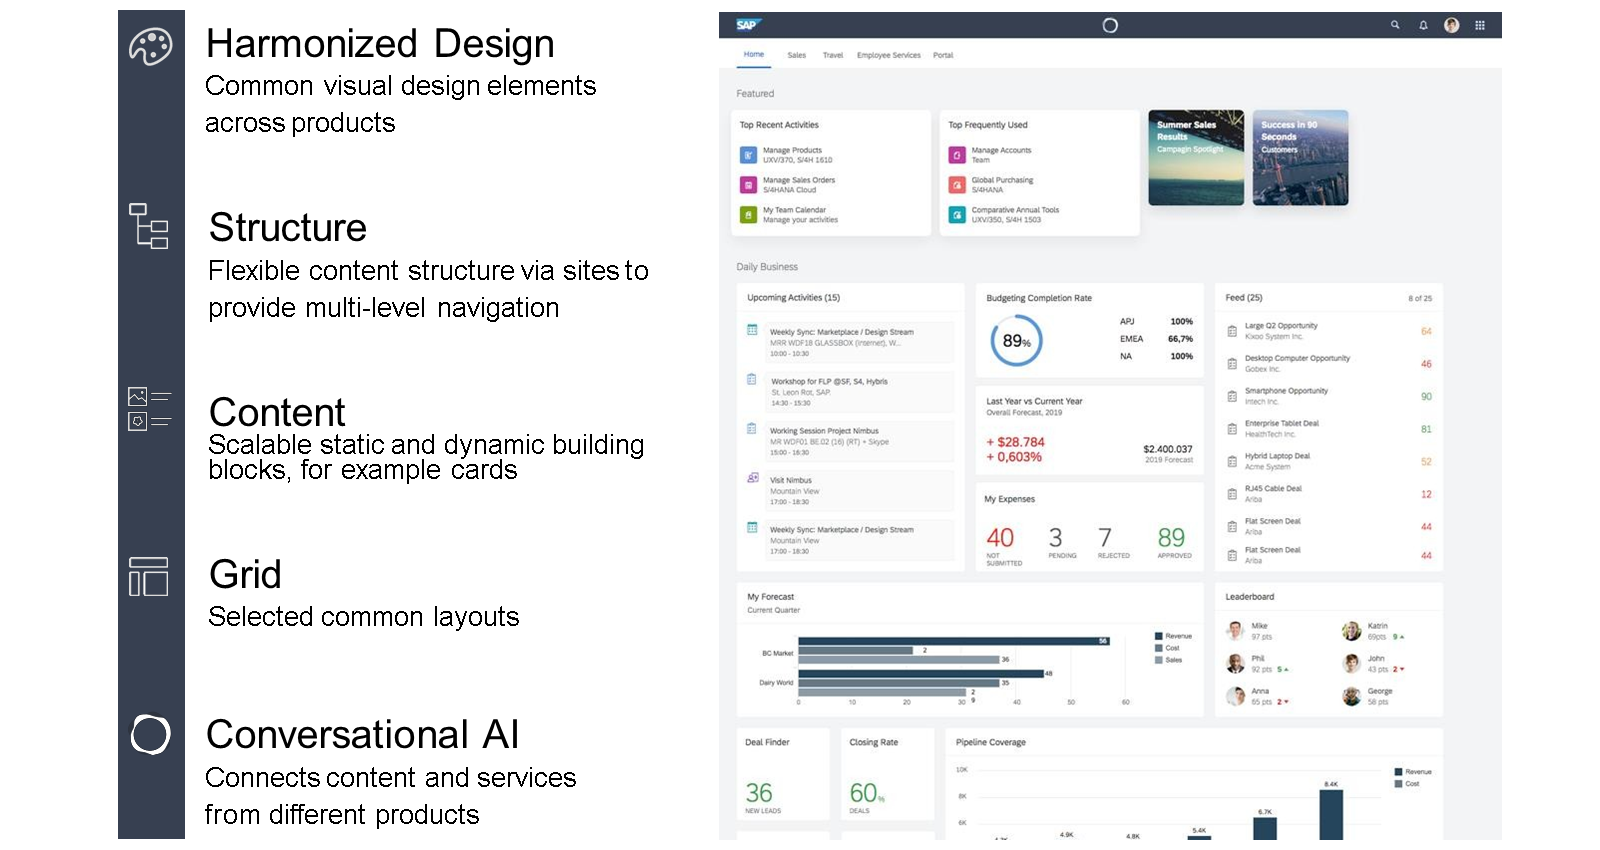 Harmonized Design
Common visual design elements
across products
Structure
Flexible content structure via sites to
provide multi-level navigation
Content
Scalable static and dynamic building
blocks, for example cards
Grid
Selected common layouts
Conversational AI
Connects content and services
from different products
SAP
Home Sales Travel Employee Services Portal
Featured
Top Recent Activities
Manage Products
UXV/370, S/4H 1610
Manage Sales Orders
S/4HANA Cloud
My Team Calendar
Manage your activities
Top Frequently Used
Manage Accounts
Team
Global Purchasing
S/4HANA
Comparative Annual Tools
UXV/350, S/4H 1503
Summer Sales
Results
Campaign Spotlight
Success in 90
Seconds
Customers
Daily Business
Upcoming Activities (15)
Weekly Sync: Marketplace / Design Stream
MRR WDF18 GLASSBOX (Internet), W...
10:00 - 10:30
Workshop for FLP @SF, S4, Hybris
St. Leon Rot, SAP.
14:30 - 15:30
Working Session Project Nimbus
MR WDF01 BE.02 (16) (RT) + Skype
15:00 - 18:30
Visit Nimbus
Mountain View
17:00 - 18:30
Weekly Sync: Marketplace / Design Stream
Mountain View
17:00 - 18:30
Budgeting Completion Rate
89%
APJ 100%
EMEA 66,7%
NA 100%
Last Year vs Current Year
Overall Forecast, 2019
+ $28.784
+ 0,603%
$2.400.037
2019 Forecast
My Expenses
40 3 7 89
NOT SUBMITTED PENDING REJECTED APPROVED
Feed (25) 8 of 25
Large Q2 Opportunity 64
Kixoo System Inc.
Desktop Computer Opportunity 46
Gobex Inc.
Smartphone Opportunity 90
Intech Inc.
Enterprise Tablet Deal 81
HealthTech Inc.
Hybrid Laptop Deal 52
Acme System
RJ45 Cable Deal 12
Ariba
Flat Screen Deal 44
Ariba
Flat Screen Deal 44
Ariba
My Forecast
Current Quarter
BC Market 56
2
36
Dairy World 48
35
2
9
0 10 20 30 40 50 60
Revenue
Cost
Sales
Leaderboard
Mike
97 pts
Katrin
69pts 9
Phil
92 pts 5
John
43 pts 2
Anna
65 pts 2
George
58 pts
Deal Finder
36
NEW LEADS
Closing Rate
60%
DEALS
Pipeline Coverage
10K
8K
6K
4.9K 4.8K 5.4K 6.7K 8.4K
Revenue
Cost